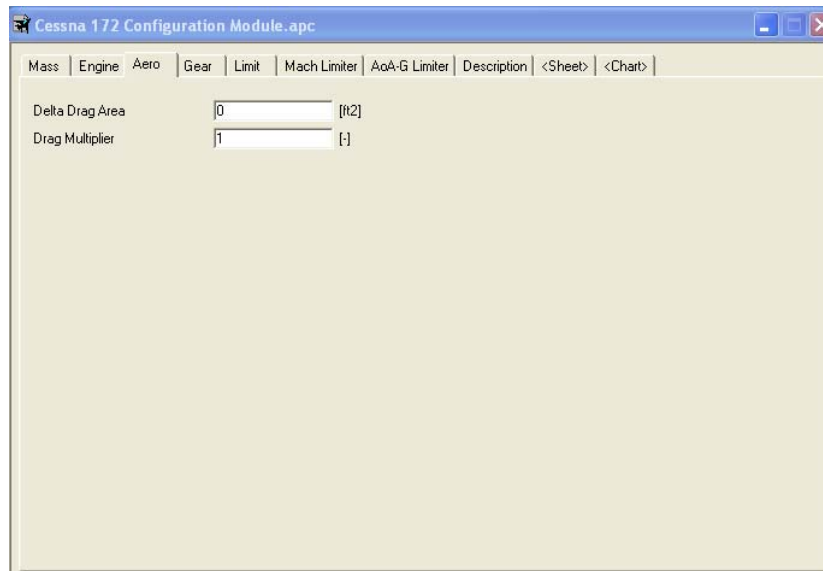 Cessna 172 Configuration Module.apc
Mass Engine Aero Gear Limit Mach Limiter AoA-G Limiter Description <Sheet> <Chart>
Delta Drag Area 0 [ft2]
Drag Multiplier 1 [-]